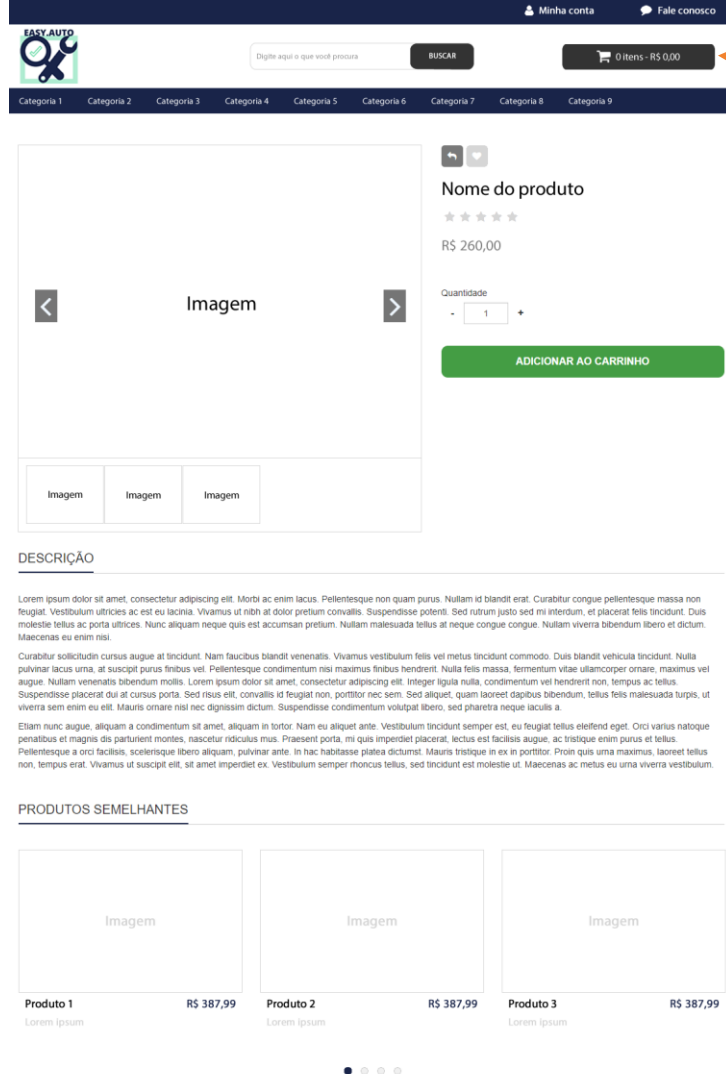 Minha conta
Fale conosco
EASY.AUTO
Digite aqui o que você procura
BUSCAR
0 itens - R$ 0,00
Categoria 1
Categoria 2
Categoria 3
Categoria 4
Categoria 5
Categoria 6
Categoria 7
Categoria 8
Categoria 9
Nome do produto
R$ 260,00
Quantidade
- 1 +
ADICIONAR AO CARRINHO
Imagem
Imagem
Imagem
Imagem
DESCRIÇÃO
Lorem ipsum dolor sit amet, consectetur adipiscing elit. Morbi ac enim lacus. Pellentesque non quam purus. Nullam id blandit erat. Curabitur congue pellentesque massa non
feugiat. Vestibulum ultricies ac est eu lacinia. Vivamus ut nibh at dolor pretium convallis. Suspendisse potenti. Sed rutrum justo sed mi interdum, et placerat felis tincidunt. Duis
molestie tellus ac porta ultrices. Nunc aliquam neque quis est accumsan pretium. Nullam malesuada tellus at neque congue congue. Nullam viverra bibendum libero et dictum.
Maecenas eu enim nisi.
Curabitur sollicitudin cursus augue at tincidunt. Nam faucibus blandit venenatis. Vivamus vestibulum felis vel metus tincidunt commodo. Duis blandit vehicula tincidunt. Nulla
pulvinar lacus urna, at suscipit purus finibus vel. Pellentesque condimentum nisi maximus finibus hendrerit. Nulla felis massa, fermentum vitae ullamcorper ornare, maximus vel
augue. Nullam venenatis bibendum mollis. Lorem ipsum dolor sit amet, consectetur adipiscing elit. Integer ligula nulla, condimentum vel hendrerit non, tempus ac tellus.
Suspendisse placerat dui at cursus porta. Sed risus elit, convallis id feugiat non, porttitor nec sem. Sed aliquet, quam laoreet dapibus bibendum, tellus felis malesuada turpis, ut
viverra sem enim eu elit. Mauris ornare nisl nec dignissim dictum. Suspendisse condimentum volutpat libero, sed pharetra neque iaculis a.
Etiam nunc augue, aliquam a condimentum sit amet, aliquam in tortor. Nam eu aliquet ante. Vestibulum tincidunt semper est, eu feugiat tellus eleifend eget. Orci varius natoque
penatibus et magnis dis parturient montes, nascetur ridiculus mus. Praesent porta, mi quis imperdiet placerat, lectus est facilisis augue, ac tristique enim purus et tellus.
Pellentesque a orci facilisis, scelerisque libero aliquam, pulvinar ante. In hac habitasse platea dictumst. Mauris tristique in ex in porttitor. Proin quis urna maximus, laoreet tellus
non, tempus erat. Vivamus ut suscipit elit, sit amet imperdiet ex. Vestibulum semper rhoncus tellus, sed tincidunt est molestie ut. Maecenas ac metus eu urna viverra vestibulum.
PRODUTOS SEMELHANTES
Imagem
Imagem
Imagem
Produto 1 R$ 387,99
Lorem ipsum
Produto 2 R$ 387,99
Lorem ipsum
Produto 3 R$ 387,99
Lorem ipsum